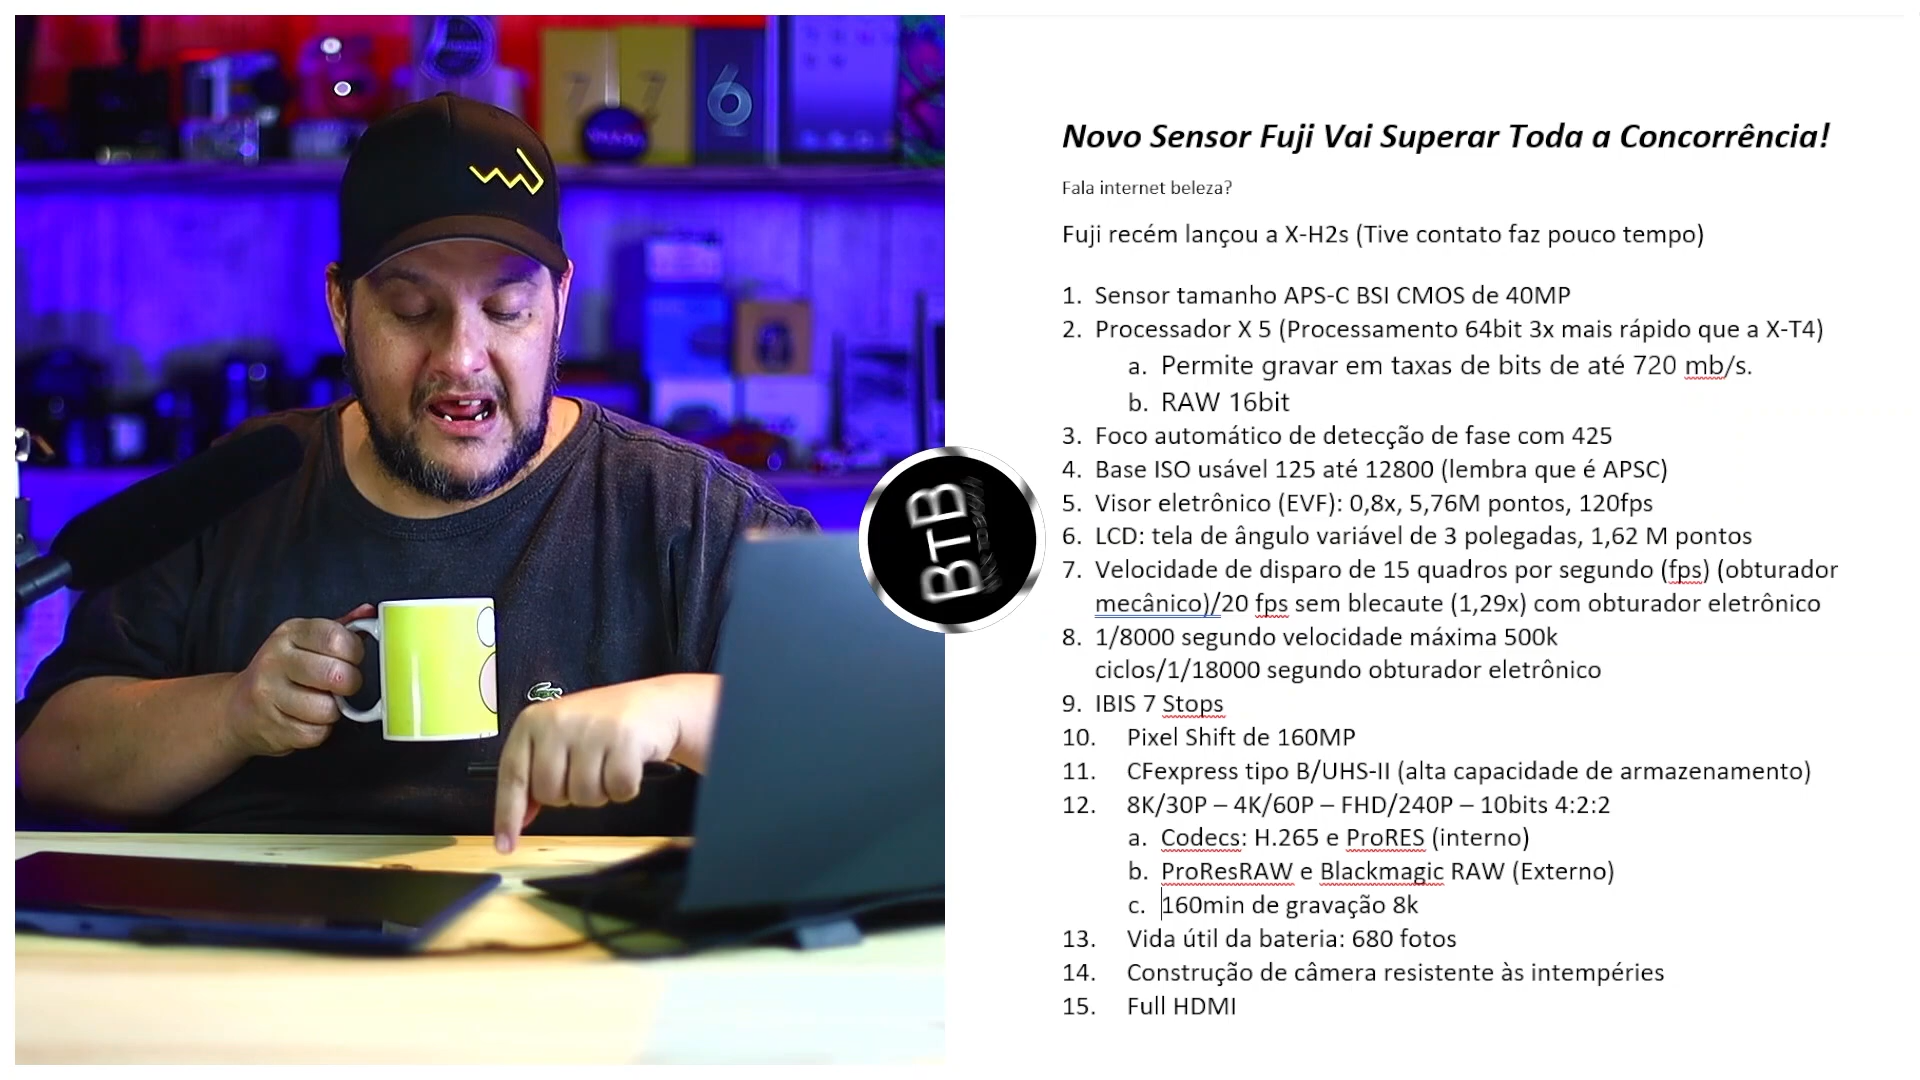 Novo Sensor Fuji Vai Superar Toda a Concorrência!
Fala internet beleza?
Fuji recém lançou a X-H2s (Tive contato faz pouco tempo)
1. Sensor tamanho APS-C BSI CMOS de 40MP
2. Processador X 5 (Processamento 64bit 3x mais rápido que a X-T4)
a. Permite gravar em taxas de bits de até 720 mb/s.
b. RAW 16bit
3. Foco automático de detecção de fase com 425
4. Base ISO usável 125 até 12800 (lembra que é APSC)
5. Visor eletrônico (EVF): 0,8x, 5,76M pontos, 120fps
6. LCD: tela de ângulo variável de 3 polegadas, 1,62 M pontos
7. Velocidade de disparo de 15 quadros por segundo (fps) (obturador
mecânico)/20 fps sem blecaute (1,29x) com obturador eletrônico
8. 1/8000 segundo velocidade máxima 500k
ciclos/1/18000 segundo obturador eletrônico
9. IBIS 7 Stops
10. Pixel Shift de 160MP
11. CFexpress tipo B/UHS-II (alta capacidade de armazenamento)
12. 8K/30P – 4K/60P – FHD/240P – 10bits 4:2:2
a. Codecs: H.265 e ProRES (interno)
b. ProResRAW e Blackmagic RAW (Externo)
c. 160min de gravação 8k
13. Vida útil da bateria: 680 fotos
14. Construção de câmera resistente às intempéries
15. Full HDMI
BTB
7
7
6